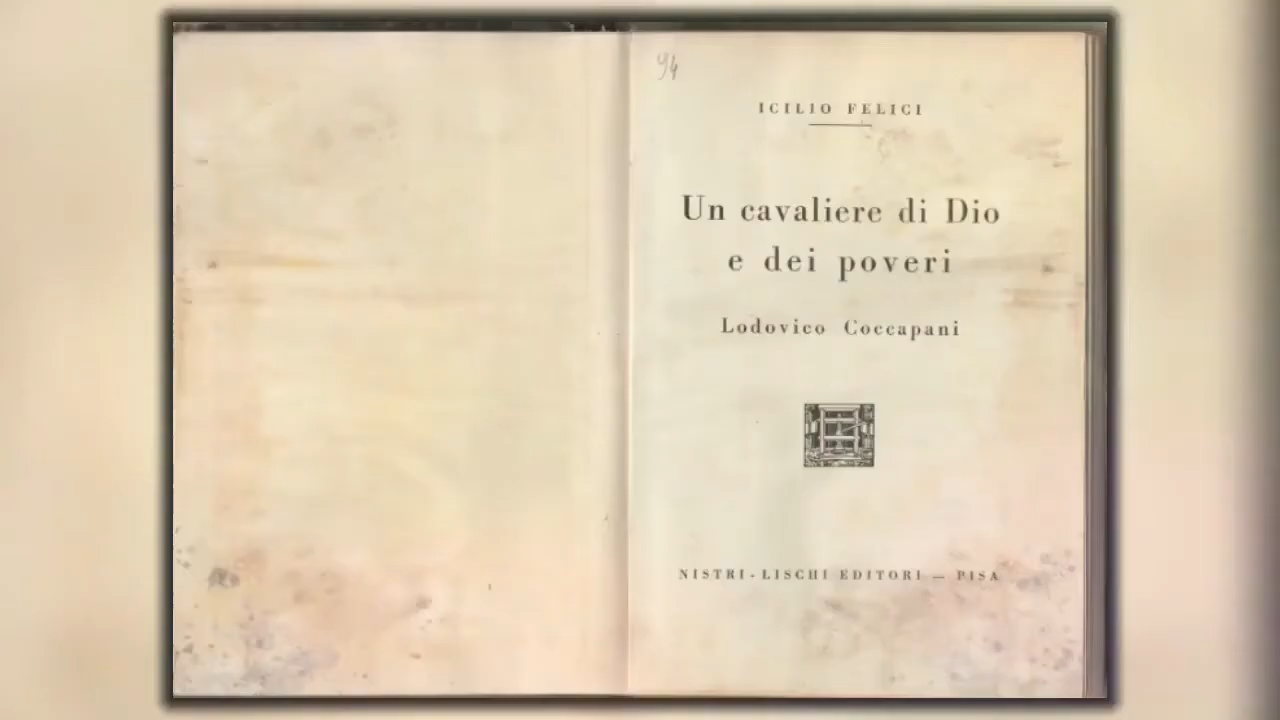 94
ICILIO FELICI
Un cavaliere di Dio
e dei poveri
Lodovico Coccapani
NISTRI-LISCHI EDITORI — PISA